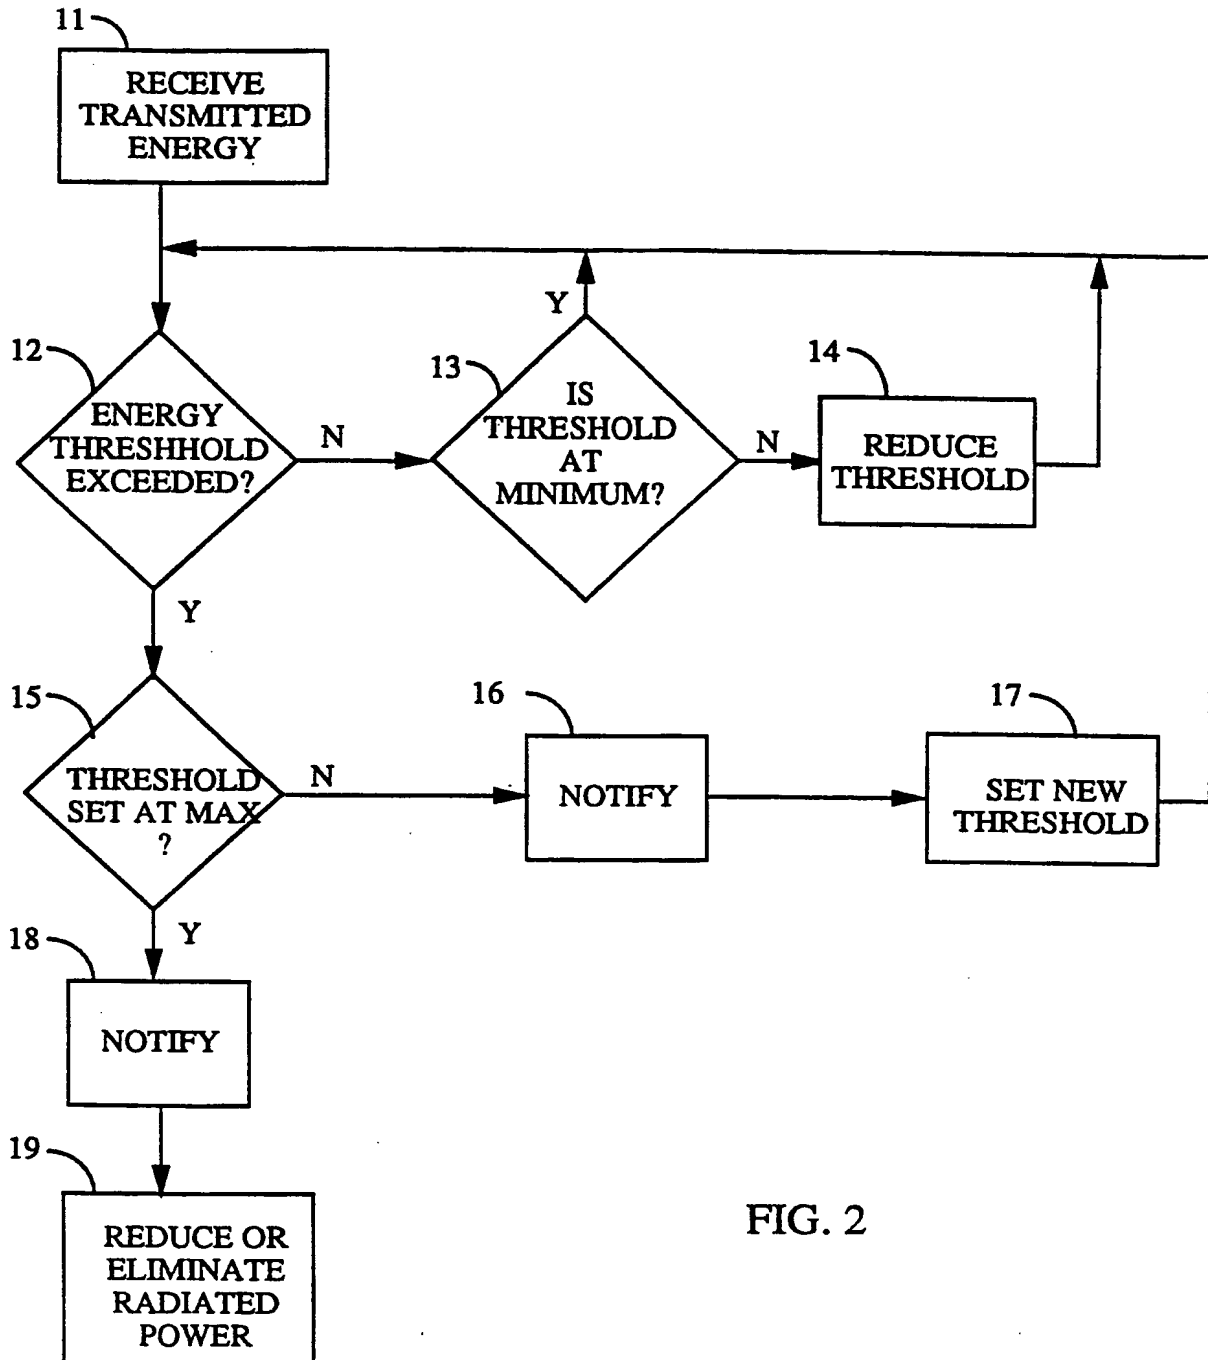 11
RECEIVE
TRANSMITTED
ENERGY
12
ENERGY
THRESHHOLD
EXCEEDED?
N
Y
13
IS
THRESHOLD
AT
MINIMUM?
Y
N
14
REDUCE
THRESHOLD
15
THRESHOLD
SET AT MAX
?
N
Y
16
NOTIFY
17
SET NEW
THRESHOLD
18
NOTIFY
19
REDUCE OR
ELIMINATE
RADIATED
POWER
FIG. 2